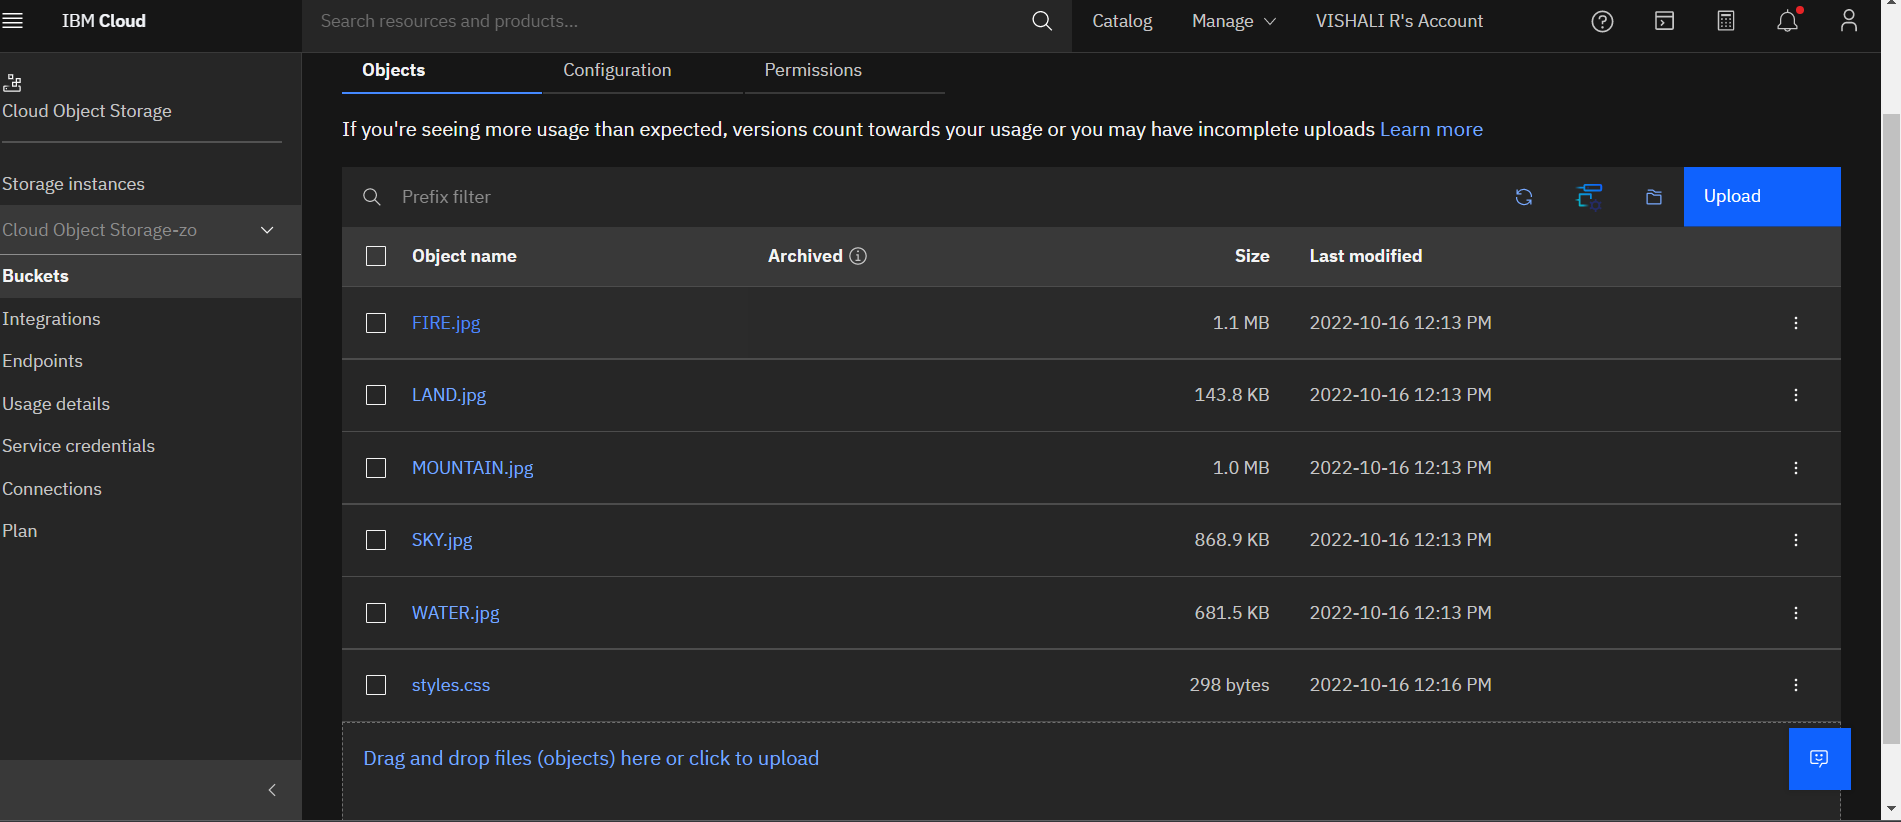 IBM Cloud
Search resources and products...
Catalog
Manage
VISHALI R's Account
Cloud Object Storage
Storage instances
Cloud Object Storage-zo
Buckets
Integrations
Endpoints
Usage details
Service credentials
Connections
Plan
Objects Configuration Permissions
If you're seeing more usage than expected, versions count towards your usage or you may have incomplete uploads Learn more
Prefix filter
Upload
Object name Archived Size Last modified
FIRE.jpg 1.1 MB 2022-10-16 12:13 PM
LAND.jpg 143.8 KB 2022-10-16 12:13 PM
MOUNTAIN.jpg 1.0 MB 2022-10-16 12:13 PM
SKY.jpg 868.9 KB 2022-10-16 12:13 PM
WATER.jpg 681.5 KB 2022-10-16 12:13 PM
styles.css 298 bytes 2022-10-16 12:16 PM
Drag and drop files (objects) here or click to upload